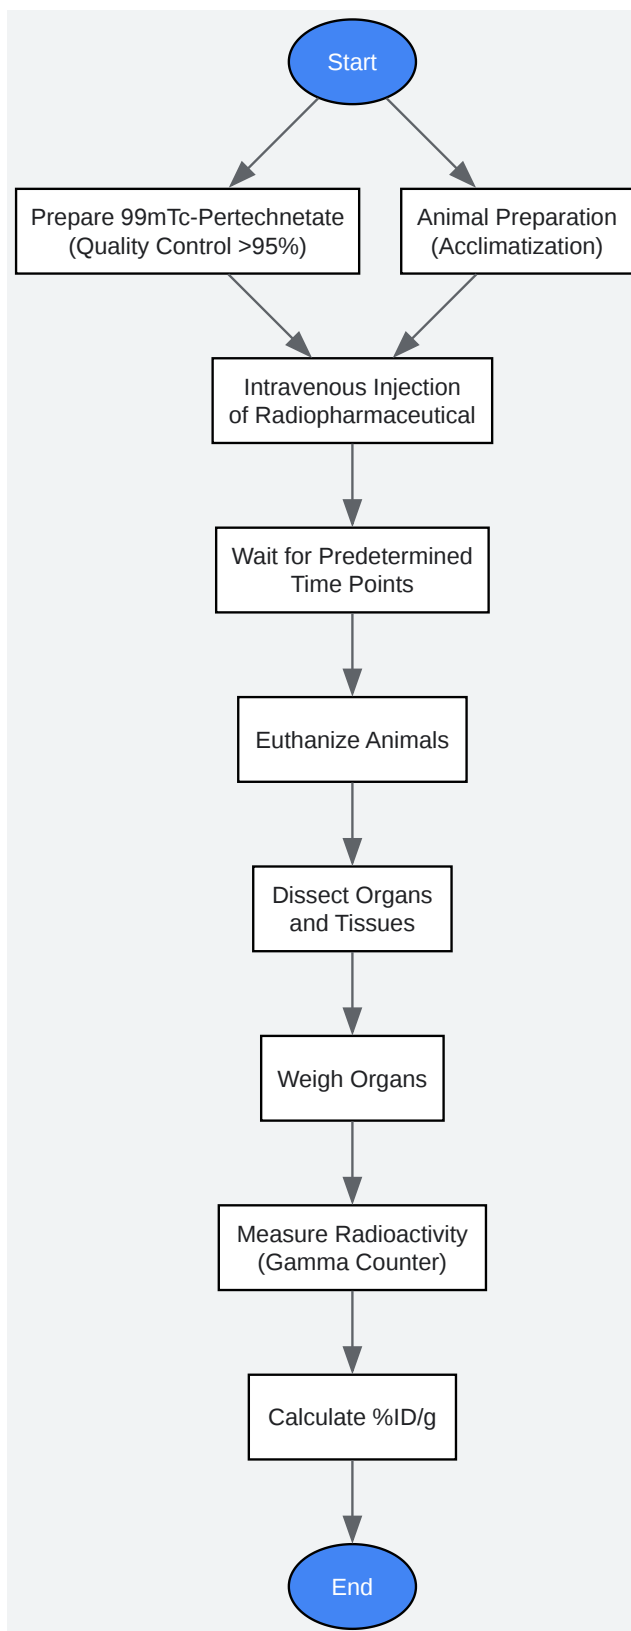 Start
Prepare 99mTc-Pertechnetate
(Quality Control >95%)
Animal Preparation
(Acclimatization)
Intravenous Injection
of Radiopharmaceutical
Wait for Predetermined
Time Points
Euthanize Animals
Dissect Organs
and Tissues
Weigh Organs
Measure Radioactivity
(Gamma Counter)
Calculate %ID/g
End